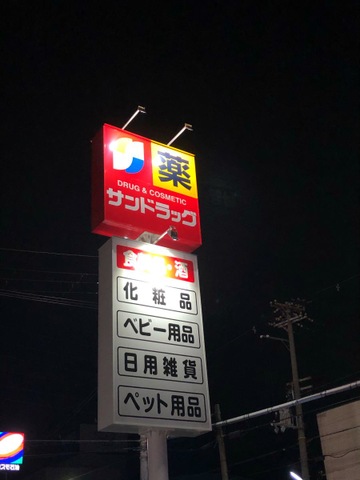 薬
DRUG & COSMETIC
サンドラッグ
化粧品
ベビー用品
日用雑貨
ペット用品